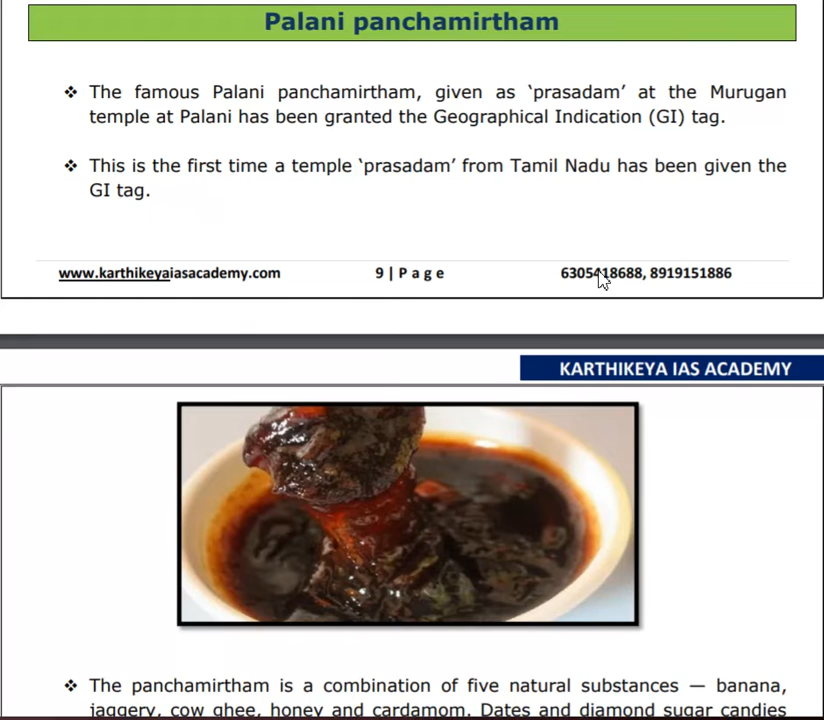 Palani panchamirtham
❖ The famous Palani panchamirtham, given as ‘prasadam’ at the Murugan
temple at Palani has been granted the Geographical Indication (GI) tag.
❖ This is the first time a temple ‘prasadam’ from Tamil Nadu has been given the
GI tag.
www.karthikeyaiasacademy.com 9 | P a g e 6305418688, 8919151886
KARTHIKEYA IAS ACADEMY
❖ The panchamirtham is a combination of five natural substances — banana,
jaggery, cow ghee, honey and cardamom. Dates and diamond sugar candies